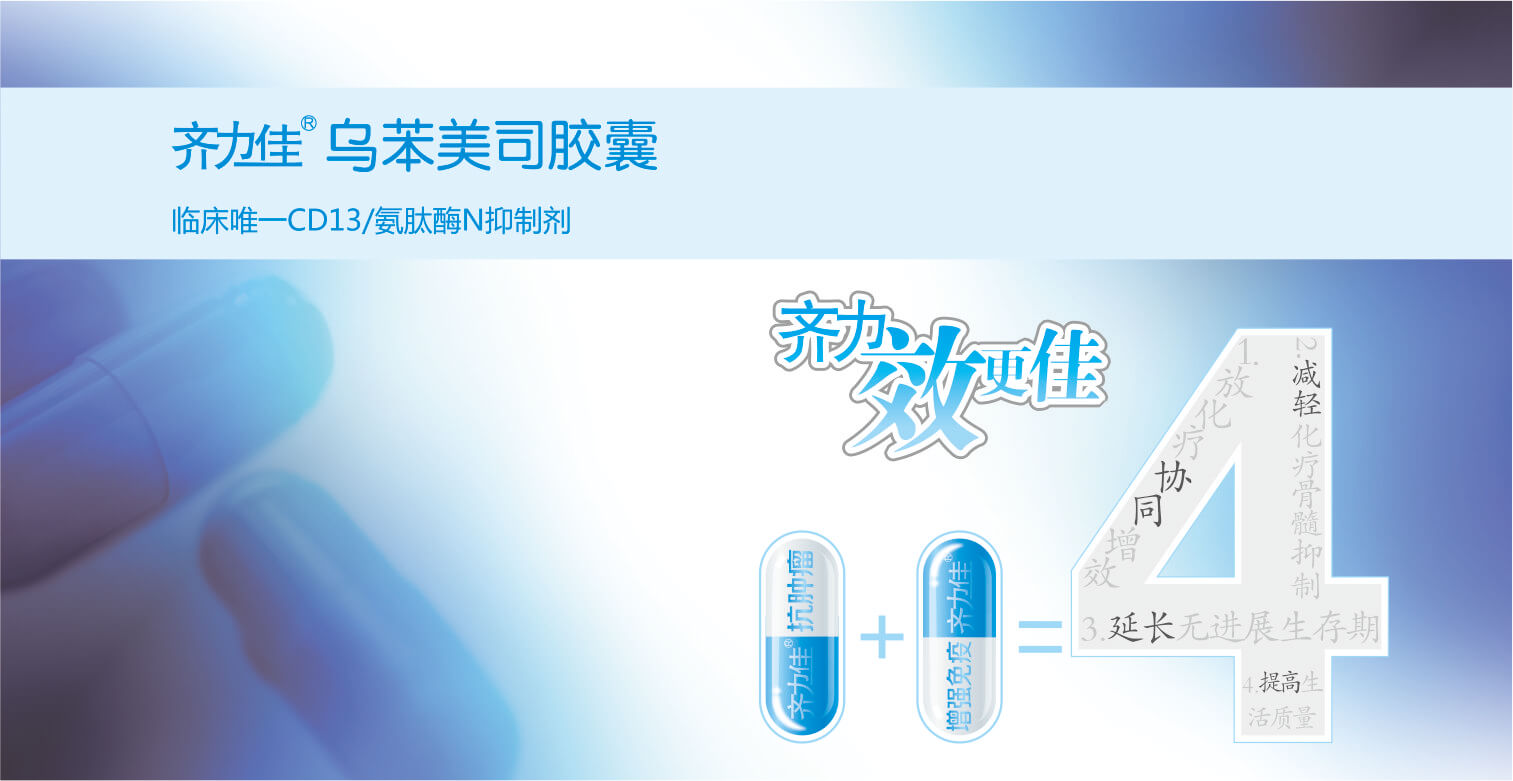 齐力佳® 乌苯美司胶囊
临床唯一CD13/氨肽酶N抑制剂
齐力效更佳
齐力佳® 抗肿瘤
+
增强免疫 齐力佳®
=
1.放化疗协同增效
2.减轻化疗骨髓抑制
3.延长无进展生存期
4.提高生
活质量